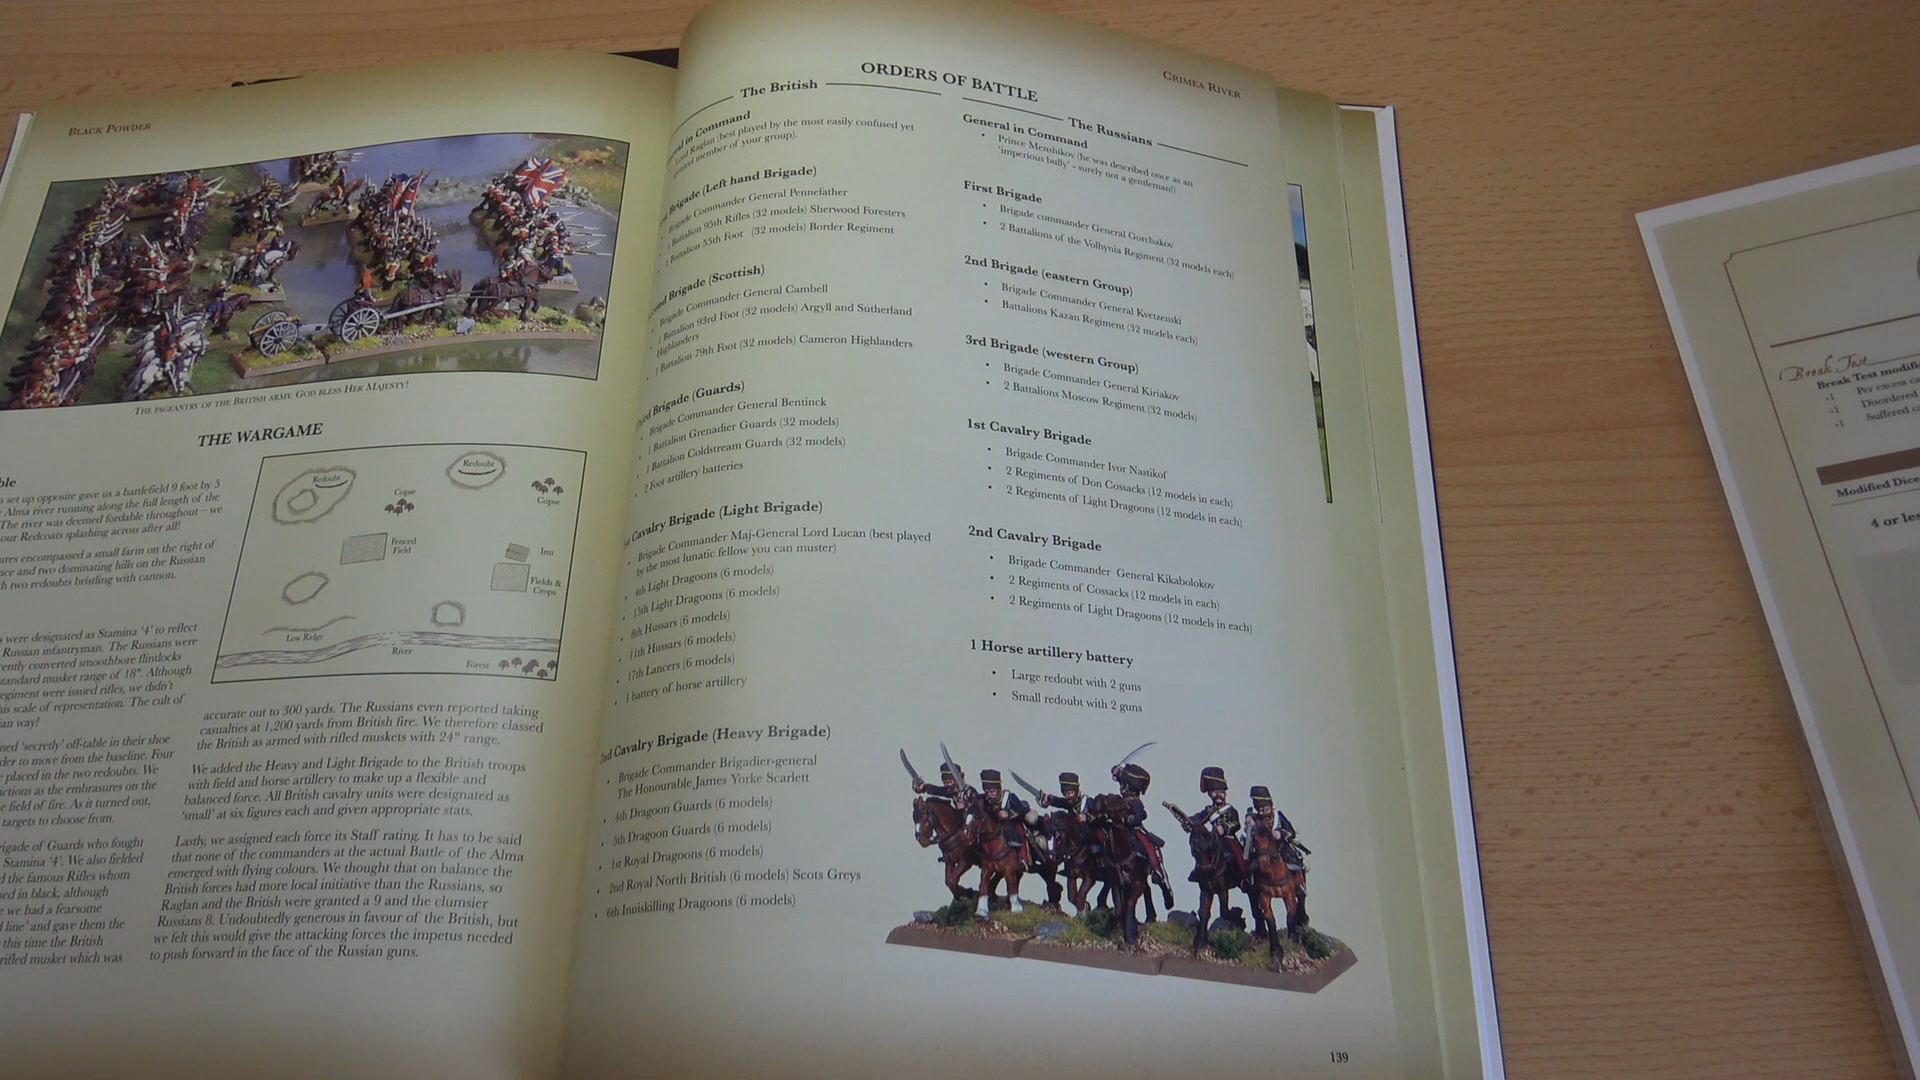 BLACK POWDER
THE PAGEANTRY OF THE BRITISH ARMY. GOD BLESS HER MAJESTY!
THE WARGAME
set up opposite gave us a battlefield 9 foot by 5
Alma river running along the full length of the
The river was deemed fordable throughout – we
our Redcoats splashing across after all!
encompassed a small farm on the right of
and two dominating hills on the Russian
two redoubts bristling with cannon.
were designated as Stamina '4' to reflect
Russian infantryman. The Russians were
converted smoothbore flintlocks
standard musket range of 18". Although
were issued rifles, we didn't
scale of representation. The cult of
way!
'secretly' off-table in their shoe
to move from the baseline. Four
placed in the two redoubts. We
as the embrasures on the
field of fire. As it turned out,
targets to choose from.
of Guards who fought
Stamina '4'. We also fielded
the famous Rifles whom
in black, although
we had a fearsome
line' and gave them the
this time the British
rifled musket which was
Redoubt
Redoubt
Copse
Copse
Fenced
Field
Inn
Fields &
Crops
Low Ridge
River
Forest
accurate out to 300 yards. The Russians even reported taking
casualties at 1,200 yards from British fire. We therefore classed
the British as armed with rifled muskets with 24" range.
We added the Heavy and Light Brigade to the British troops
with field and horse artillery to make up a flexible and
balanced force. All British cavalry units were designated as
'small' at six figures each and given appropriate stats.
Lastly, we assigned each force its Staff rating. It has to be said
that none of the commanders at the actual Battle of the Alma
emerged with flying colours. We thought that on balance the
British forces had more local initiative than the Russians, so
Raglan and the British were granted a 9 and the clumsier
Russians 8. Undoubtedly generous in favour of the British, but
we felt this would give the attacking forces the impetus needed
to push forward in the face of the Russian guns.
CRIMEA RIVER
ORDERS OF BATTLE
The British
in Command
Lord Raglan (best played by the most easily confused yet
genteel member of your group).
Brigade (Left hand Brigade)
Brigade Commander General Pennefather
1 Battalion 95th Rifles (32 models) Sherwood Foresters
1 Battalion 55th Foot (32 models) Border Regiment
Brigade (Scottish)
Brigade Commander General Cambell
1 Battalion 93rd Foot (32 models) Argyll and Sutherland
Highlanders
1 Battalion 79th Foot (32 models) Cameron Highlanders
Third Brigade (Guards)
• Brigade Commander General Bentinck
• 1 Battalion Grenadier Guards (32 models)
• 1 Battalion Coldstream Guards (32 models)
• 2 Foot artillery batteries
Cavalry Brigade (Light Brigade)
• Brigade Commander Maj-General Lord Lucan (best played
by the most lunatic fellow you can muster)
• 4th Light Dragoons (6 models)
• 13th Light Dragoons (6 models)
• 8th Hussars (6 models)
• 11th Hussars (6 models)
• 17th Lancers (6 models)
• 1 battery of horse artillery
2nd Cavalry Brigade (Heavy Brigade)
• Brigade Commander Brigadier-general
The Honourable James Yorke Scarlett
• 4th Dragoon Guards (6 models)
• 5th Dragoon Guards (6 models)
• 1st Royal Dragoons (6 models)
• 2nd Royal North British (6 models) Scots Greys
• 6th Inniskilling Dragoons (6 models)
The Russians
General in Command
• Prince Menshikov (he was described once as an
'imperious bully' - surely not a gentleman!)
First Brigade
• Brigade commander General Gorchakov
• 2 Battalions of the Volhynia Regiment (32 models each)
2nd Brigade (eastern Group)
• Brigade Commander General Kvetzenski
• Battalions Kazan Regiment (32 models each)
3rd Brigade (western Group)
• Brigade Commander General Kiriakov
• 2 Battalions Moscow Regiment (32 models)
1st Cavalry Brigade
• Brigade Commander Ivor Nastikof
• 2 Regiments of Don Cossacks (12 models in each)
• 2 Regiments of Light Dragoons (12 models in each)
2nd Cavalry Brigade
• Brigade Commander General Kikabolokov
• 2 Regiments of Cossacks (12 models in each)
• 2 Regiments of Light Dragoons (12 models in each)
1 Horse artillery battery
• Large redoubt with 2 guns
• Small redoubt with 2 guns
139
Break Test
Break Test
-1 Per excess
-1 Disordered
-1 Suffered
Modified Dice
4 or